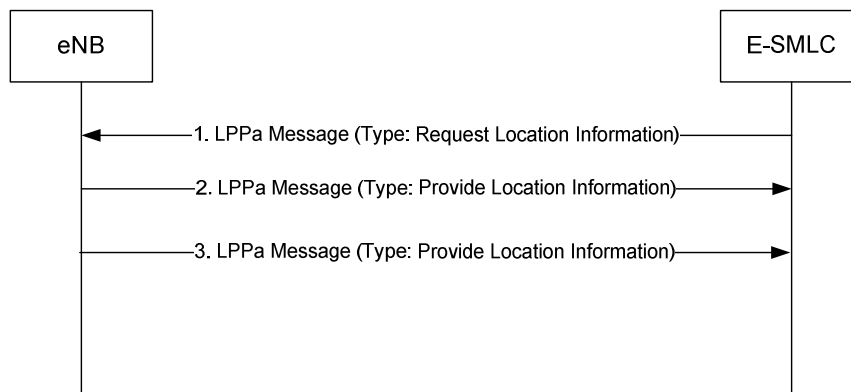 eNB
E-SMLC
1. LPPa Message (Type: Request Location Information)
2. LPPa Message (Type: Provide Location Information)
3. LPPa Message (Type: Provide Location Information)